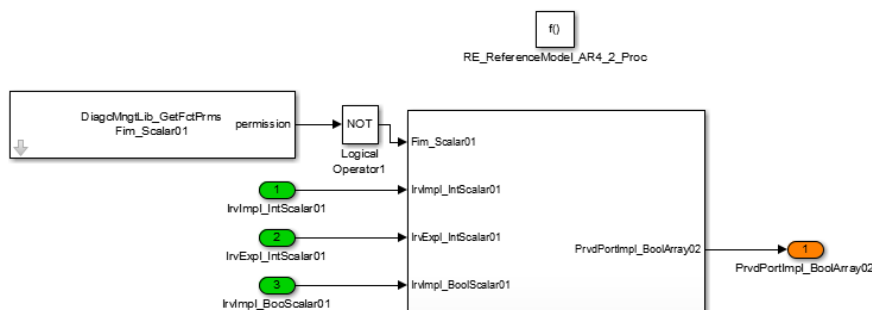 f()
RE_ReferenceModel_AR4_2_Proc
DiagcMngtLib_GetFctPrms
Fim_Scalar01
permission
NOT
Logical
Operator1
Fim_Scalar01
1
IrvImpl_IntScalar01
IrvImpl_IntScalar01
2
IrvExpl_IntScalar01
IrvExpl_IntScalar01
3
IrvImpl_BooScalar01
IrvImpl_BoolScalar01
PrvdPortImpl_BoolArray02
1
PrvdPortImpl_BoolArray02